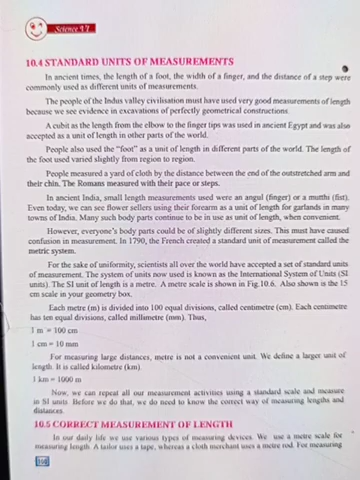 Science 17
10.4 STANDARD UNITS OF MEASUREMENTS
In ancient times, the length of a foot, the width of a finger, and the distance of a step were
commonly used as different units of measurements.
The people of the Indus valley civilisation must have used very good measurements of length
because we see evidence in excavations of perfectly geometrical constructions.
A cubit as the length from the elbow to the finger tips was used in ancient Egypt and was also
accepted as a unit of length in other parts of the world.
People also used the “foot” as a unit of length in different parts of the world. The length of
the foot used varied slightly from region to region.
People measured a yard of cloth by the distance between the end of the outstretched arm and
their chin. The Romans measured with their pace or steps.
In ancient India, small length measurements used were an angul (finger) or a mutthi (fist).
Even today, we can see flower sellers using their forearm as a unit of length for garlands in many
towns of India. Many such body parts continue to be in use as unit of length, when convenient.
However, everyone's body parts could be of slightly different sizes. This must have caused
confusion in measurement. In 1790, the French created a standard unit of measurement called the
metric system.
For the sake of uniformity, scientists all over the world have accepted a set of standard units
of measurement. The system of units now used is known as the International System of Units (SI
units). The SI unit of length is a metre. A metre scale is shown in Fig.10.6. Also shown is the 15
cm scale in your geometry box.
Each metre (m) is divided into 100 equal divisions, called centimetre (cm). Each centimetre
has ten equal divisions, called millimetre (mm). Thus,
1 m = 100 cm
1 cm = 10 mm
For measuring large distances, metre is not a convenient unit. We define a larger unit of
length. It is called kilometre (km).
1 km = 1000 m
Now, we can repeat all our measurement activities using a standard scale and measure
in SI units. Before we do that, we do need to know the correct way of measuring lengths and
distances.
10.5 CORRECT MEASUREMENT OF LENGTH
In our daily life we use various types of measuring devices. We use a metre scale for
measuring length. A tailor uses a tape, whereas a cloth merchant uses a metre rod. For measuring